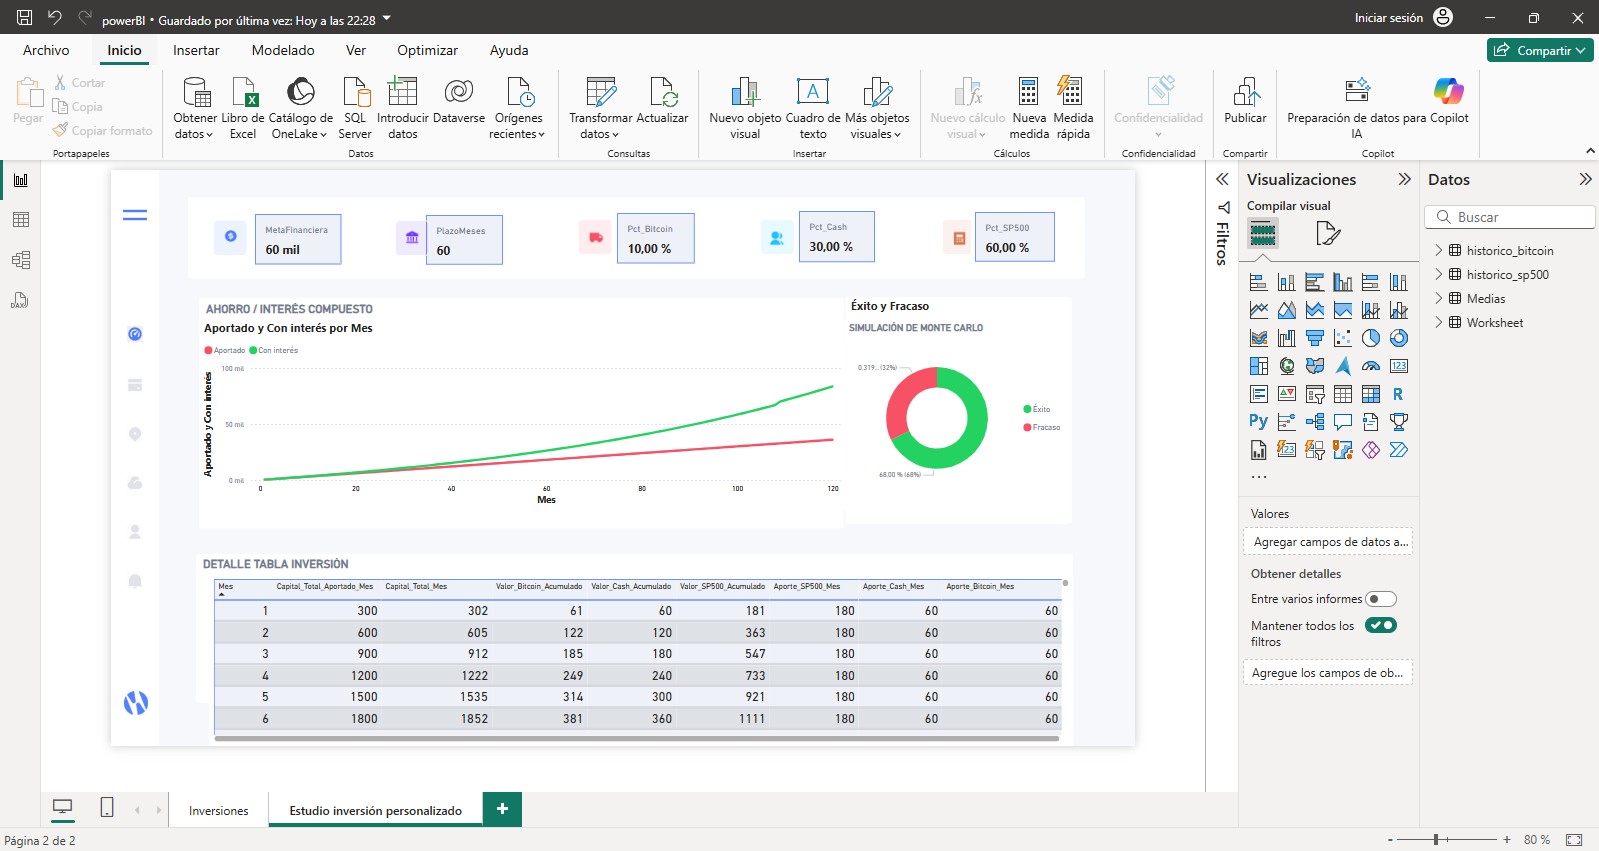 powerBI • Guardado por última vez: Hoy a las 22:28
Iniciar sesión
Archivo
Inicio
Insertar
Modelado
Ver
Optimizar
Ayuda
Compartir
Pegar
Cortar
Copia
Copiar formato
Portapapeles
Obtener datos
Libro de Excel
Catálogo de OneLake
SQL Server
Introducir datos
Dataverse
Orígenes recientes
Datos
Transformar datos
Actualizar
Consultas
Nuevo objeto visual
Cuadro de texto
Más objetos visuales
Insertar
Nuevo cálculo visual
Nueva medida
Medida rápida
Cálculos
Confidencialidad
Confidencialidad
Publicar
Compartir
Preparación de datos para IA
Copilot
Copilot
DAX
MetaFinanciera
60 mil
PlazoMeses
60
Pct_Bitcoin
10,00 %
Pct_Cash
30,00 %
Pct_SP500
60,00 %
AHORRO / INTERÉS COMPUESTO
Aportado y Con interés por Mes
Aportado Con interés
Aportado y Con interés
100 mil
50 mil
0 mil
0 20 40 60 80 100 120
Mes
Éxito y Fracaso
SIMULACIÓN DE MONTE CARLO
0,319... (32%)
68,00 % (68%)
Éxito
Fracaso
DETALLE TABLA INVERSIÓN
Mes Capital_Total_Aportado_Mes Capital_Total_Mes Valor_Bitcoin_Acumulado Valor_Cash_Acumulado Valor_SP500_Acumulado Aporte_SP500_Mes Aporte_Cash_Mes Aporte_Bitcoin_Mes
1 300 302 61 60 181 180 60 60
2 600 605 122 120 363 180 60 60
3 900 912 185 180 547 180 60 60
4 1200 1222 249 240 733 180 60 60
5 1500 1535 314 300 921 180 60 60
6 1800 1852 381 360 1111 180 60 60
Filtros
Visualizaciones
Compilar visual
123
R
Py
123
...
Valores
Agregar campos de datos a...
Obtener detalles
Entre varios informes
Mantener todos los filtros
Agregue los campos de ob...
Datos
Buscar
historico_bitcoin
historico_sp500
Medias
Worksheet
Inversiones
Estudio inversión personalizado
+
Página 2 de 2
- + 80 %